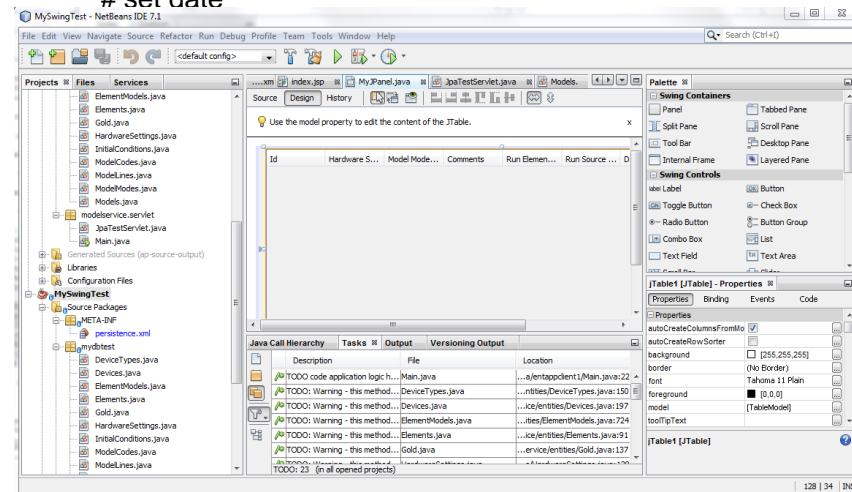 # set date
MySwingTest - NetBeans IDE 7.1
File Edit View Navigate Source Refactor Run Debug Profile Team Tools Window Help
Search (Ctrl+I)
<default config>
Projects Files Services
ElementModels.java
Elements.java
Gold.java
HardwareSettings.java
InitialConditions.java
ModelCodes.java
ModelLines.java
ModelModes.java
Models.java
modelservice.servlet
JpaTestServlet.java
Main.java
Generated Sources (ap-source-output)
Libraries
Configuration Files
MySwingTest
Source Packages
META-INF
persistence.xml
mydbtest
DeviceTypes.java
Devices.java
ElementModels.java
Elements.java
Gold.java
HardwareSettings.java
InitialConditions.java
ModelCodes.java
ModelLines.java
....xm index.jsp MyJPanel.java JpaTestServlet.java Models.
Source Design History
Use the model property to edit the content of the JTable. x
Id Hardware S... Model Mode... Comments Run Elemen... Run Source ... D
Java Call Hierarchy Tasks Output Versioning Output
Description File Location
TODO code application logic h... Main.java ...a/entappclient1/Main.java:22
TODO: Warning - this method... DeviceTypes.java ...ntities/DeviceTypes.java:150
TODO: Warning - this method... Devices.java ...ice/entities/Devices.java:197
TODO: Warning - this method... ElementModels.java ...ities/ElementModels.java:724
TODO: Warning - this method... Elements.java ...ice/entities/Elements.java:91
TODO: Warning - this method... Gold.java ...ervice/entities/Gold.java:137
TODO: 23 (in all opened projects)
Palette
Swing Containers
Panel Tabbed Pane
Split Pane Scroll Pane
Tool Bar Desktop Pane
Internal Frame Layered Pane
Swing Controls
label Label OK Button
ON Toggle Button Check Box
Radio Button Button Group
Combo Box List
Text Field Text Area
jTable1 [JTable] - Properties
Properties Binding Events Code
Properties
autoCreateColumnsFromMo
autoCreateRowSorter
background [255,255,255]
border (No Border)
font Tahoma 11 Plain
foreground [0,0,0]
model [TableModel]
toolTipText
jTable1 [JTable]
128 | 34 INS